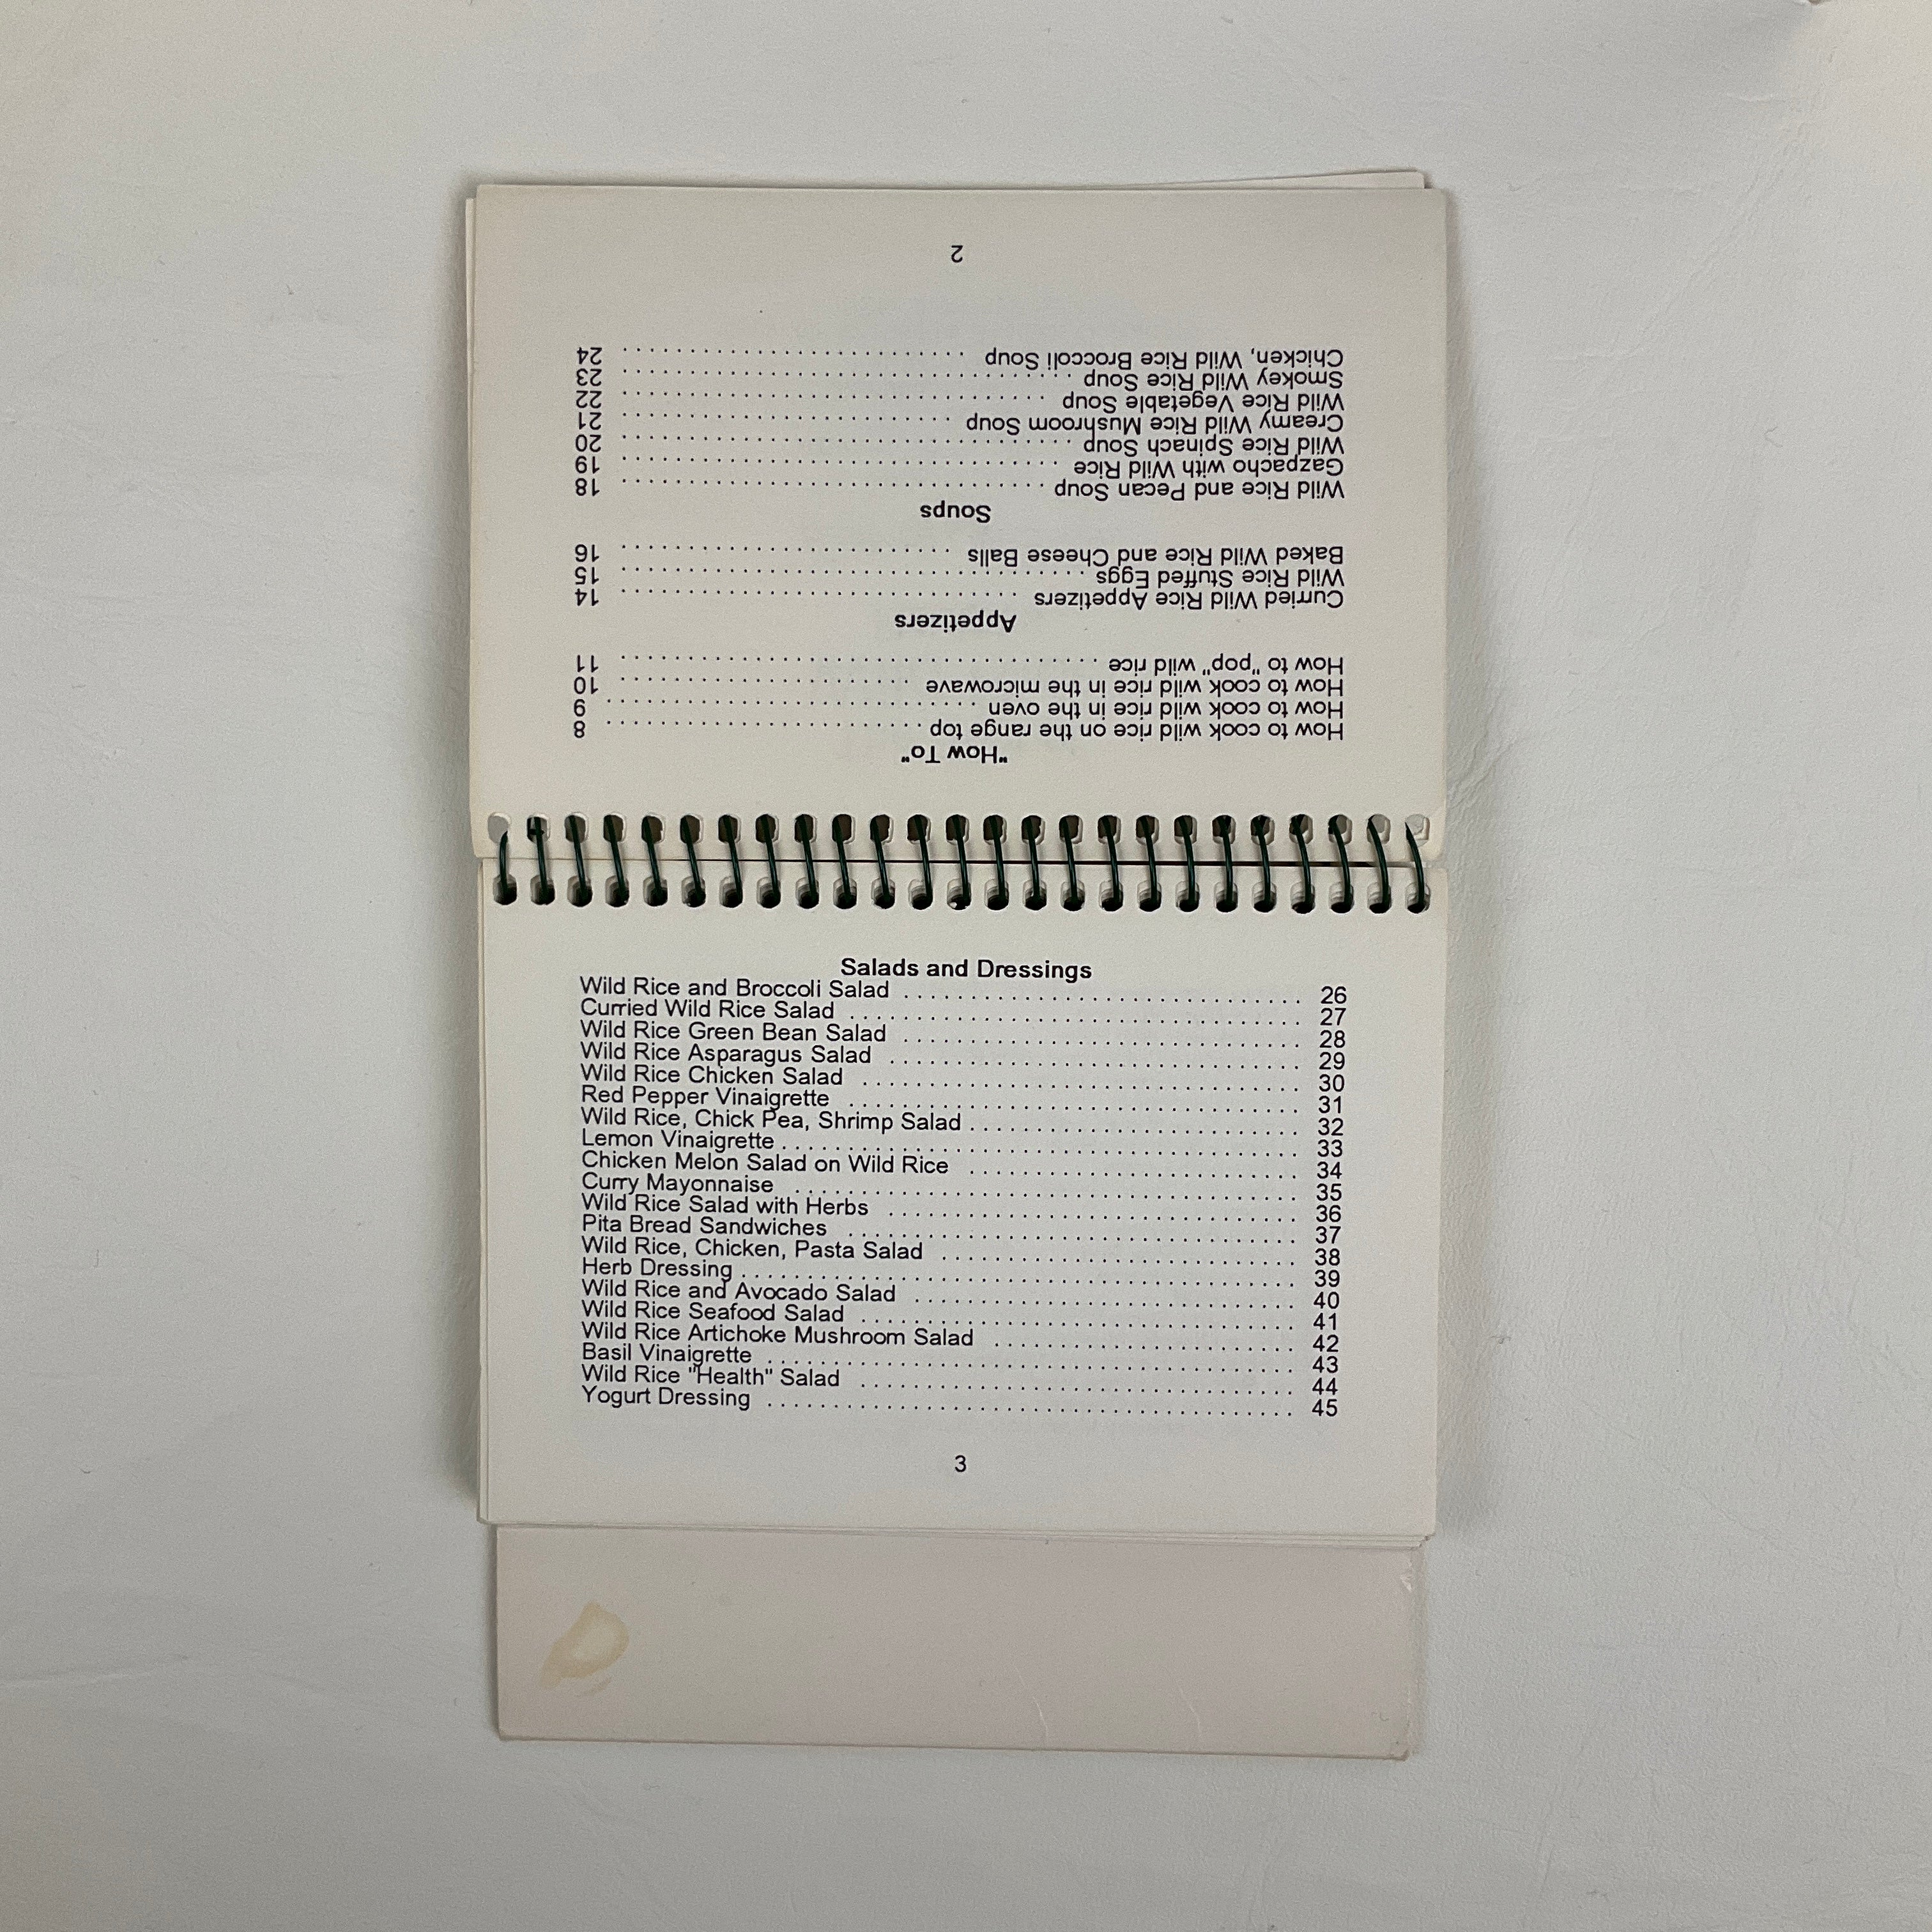 "How To"
How to cook wild rice on the range top . . . . . . . . . . . . . . . . . . . . . . . . 8
How to cook wild rice in the oven . . . . . . . . . . . . . . . . . . . . . . . . . . . . 9
How to cook wild rice in the microwave . . . . . . . . . . . . . . . . . . . . . . 10
How to "pop" wild rice . . . . . . . . . . . . . . . . . . . . . . . . . . . . . . . . . . . . 11
Appetizers
Curried Wild Rice Appetizers . . . . . . . . . . . . . . . . . . . . . . . . . . . . . . 14
Wild Rice Stuffed Eggs . . . . . . . . . . . . . . . . . . . . . . . . . . . . . . . . . . . 15
Baked Wild Rice and Cheese Balls . . . . . . . . . . . . . . . . . . . . . . . . . 16
Soups
Wild Rice and Pecan Soup . . . . . . . . . . . . . . . . . . . . . . . . . . . . . . . . 18
Gazpacho with Wild Rice . . . . . . . . . . . . . . . . . . . . . . . . . . . . . . . . . 19
Wild Rice Spinach Soup . . . . . . . . . . . . . . . . . . . . . . . . . . . . . . . . . . 20
Creamy Wild Rice Mushroom Soup . . . . . . . . . . . . . . . . . . . . . . . . . 21
Wild Rice Vegetable Soup . . . . . . . . . . . . . . . . . . . . . . . . . . . . . . . . 22
Smokey Wild Rice Soup . . . . . . . . . . . . . . . . . . . . . . . . . . . . . . . . . . 23
Chicken, Wild Rice Broccoli Soup . . . . . . . . . . . . . . . . . . . . . . . . . . 24
2
Salads and Dressings
Wild Rice and Broccoli Salad . . . . . . . . . . . . . . . . . . . . . . . . . . . . . . 26
Curried Wild Rice Salad . . . . . . . . . . . . . . . . . . . . . . . . . . . . . . . . . . 27
Wild Rice Green Bean Salad . . . . . . . . . . . . . . . . . . . . . . . . . . . . . . 28
Wild Rice Asparagus Salad . . . . . . . . . . . . . . . . . . . . . . . . . . . . . . . 29
Wild Rice Chicken Salad . . . . . . . . . . . . . . . . . . . . . . . . . . . . . . . . . 30
Red Pepper Vinaigrette . . . . . . . . . . . . . . . . . . . . . . . . . . . . . . . . . . 31
Wild Rice, Chick Pea, Shrimp Salad . . . . . . . . . . . . . . . . . . . . . . . . . 32
Lemon Vinaigrette . . . . . . . . . . . . . . . . . . . . . . . . . . . . . . . . . . . . . . . 33
Chicken Melon Salad on Wild Rice . . . . . . . . . . . . . . . . . . . . . . . . . 34
Curry Mayonnaise . . . . . . . . . . . . . . . . . . . . . . . . . . . . . . . . . . . . . . 35
Wild Rice Salad with Herbs . . . . . . . . . . . . . . . . . . . . . . . . . . . . . . . 36
Pita Bread Sandwiches . . . . . . . . . . . . . . . . . . . . . . . . . . . . . . . . . . 37
Wild Rice, Chicken, Pasta Salad . . . . . . . . . . . . . . . . . . . . . . . . . . . 38
Herb Dressing . . . . . . . . . . . . . . . . . . . . . . . . . . . . . . . . . . . . . . . . . . 39
Wild Rice and Avocado Salad . . . . . . . . . . . . . . . . . . . . . . . . . . . . . 40
Wild Rice Seafood Salad . . . . . . . . . . . . . . . . . . . . . . . . . . . . . . . . . 41
Wild Rice Artichoke Mushroom Salad . . . . . . . . . . . . . . . . . . . . . . . 42
Basil Vinaigrette . . . . . . . . . . . . . . . . . . . . . . . . . . . . . . . . . . . . . . . . 43
Wild Rice "Health" Salad . . . . . . . . . . . . . . . . . . . . . . . . . . . . . . . . . 44
Yogurt Dressing . . . . . . . . . . . . . . . . . . . . . . . . . . . . . . . . . . . . . . . . 45
3